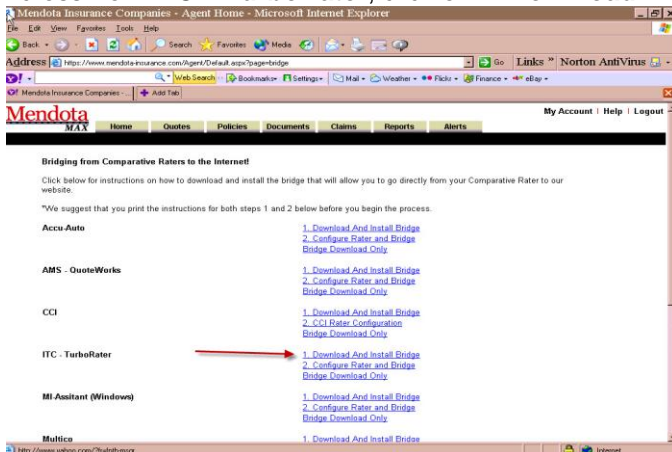 Mendota Insurance Companies - Agent Home - Microsoft Internet Explorer
File Edit View Favorites Tools Help
Back Search Favorites Media
Address https://www.mendota-insurance.com/Agent/Default.aspx?page=bridge Go Links » Norton AntiVirus
Web Search Bookmarks Settings Mail Weather Flickr Finance eBay
Mendota Insurance Companies - ... Add Tab
Mendota My Account | Help | Logout
MAX Home Quotes Policies Documents Claims Reports Alerts
Bridging from Comparative Raters to the Internet!
Click below for instructions on how to download and install the bridge that will allow you to go directly from your Comparative Rater to our
website.
*We suggest that you print the instructions for both steps 1 and 2 below before you begin the process.
Accu-Auto 1. Download And Install Bridge
2. Configure Rater and Bridge
Bridge Download Only
AMS - QuoteWorks 1. Download And Install Bridge
2. Configure Rater and Bridge
Bridge Download Only
CCI 1. Download And Install Bridge
2. CCI Rater Configuration
Bridge Download Only
ITC - TurboRater 1. Download And Install Bridge
2. Configure Rater and Bridge
Bridge Download Only
MI-Assitant (Windows) 1. Download And Install Bridge
2. Configure Rater and Bridge
Bridge Download Only
Multico 1. Download And Install Bridge
Internet